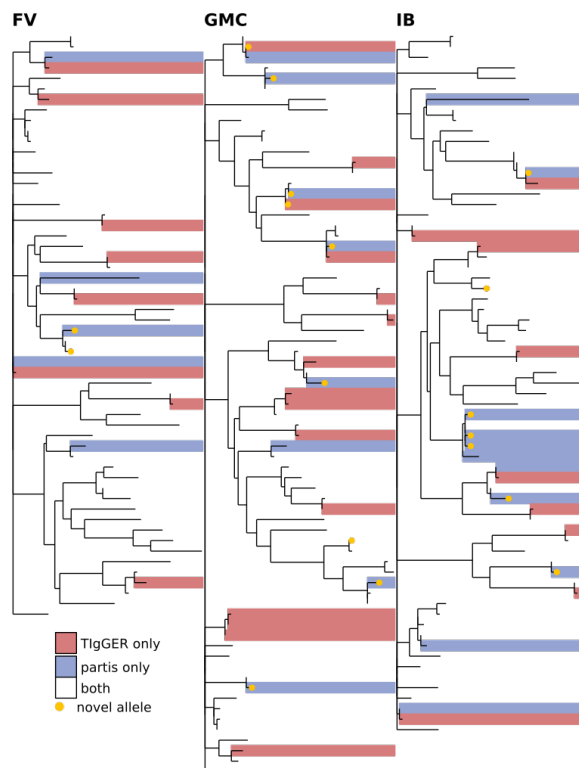 FV
GMC
IB
TIgGER only
partis only
both
novel allele